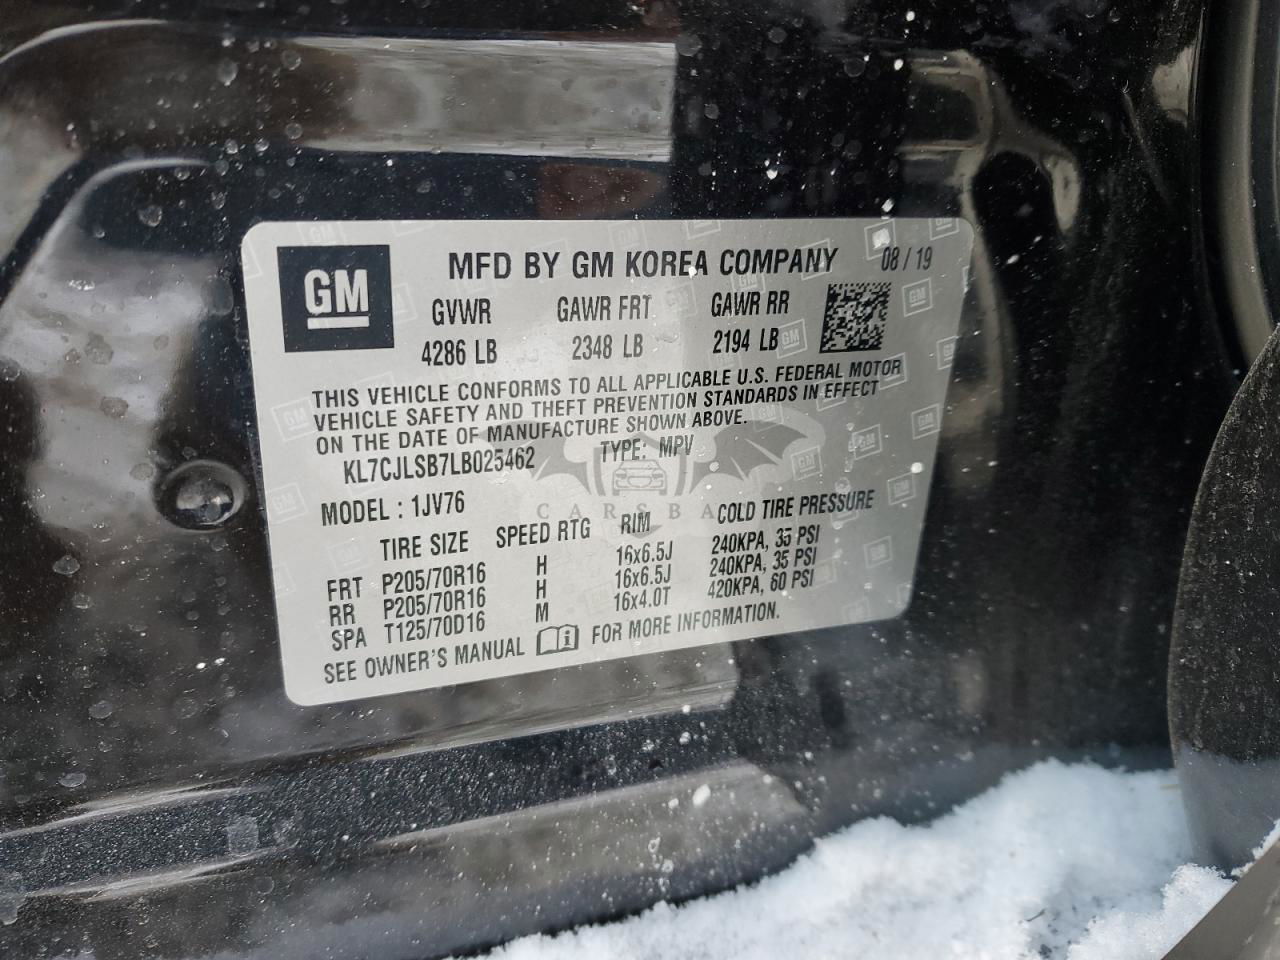 GM
MFD BY GM KOREA COMPANY 08/19
GVWR GAWR FRT GAWR RR
4286 LB 2348 LB 2194 LB
THIS VEHICLE CONFORMS TO ALL APPLICABLE U.S. FEDERAL MOTOR
VEHICLE SAFETY AND THEFT PREVENTION STANDARDS IN EFFECT
ON THE DATE OF MANUFACTURE SHOWN ABOVE.
KL7CJLSB7LB025462 TYPE: MPV
CARSBA
MODEL : 1JV76
TIRE SIZE SPEED RTG RIM COLD TIRE PRESSURE
FRT P205/70R16 H 16x6.5J 240KPA, 35 PSI
RR P205/70R16 H 16x6.5J 240KPA, 35 PSI
SPA T125/70D16 M 16x4.0T 420KPA, 60 PSI
SEE OWNER'S MANUAL FOR MORE INFORMATION.